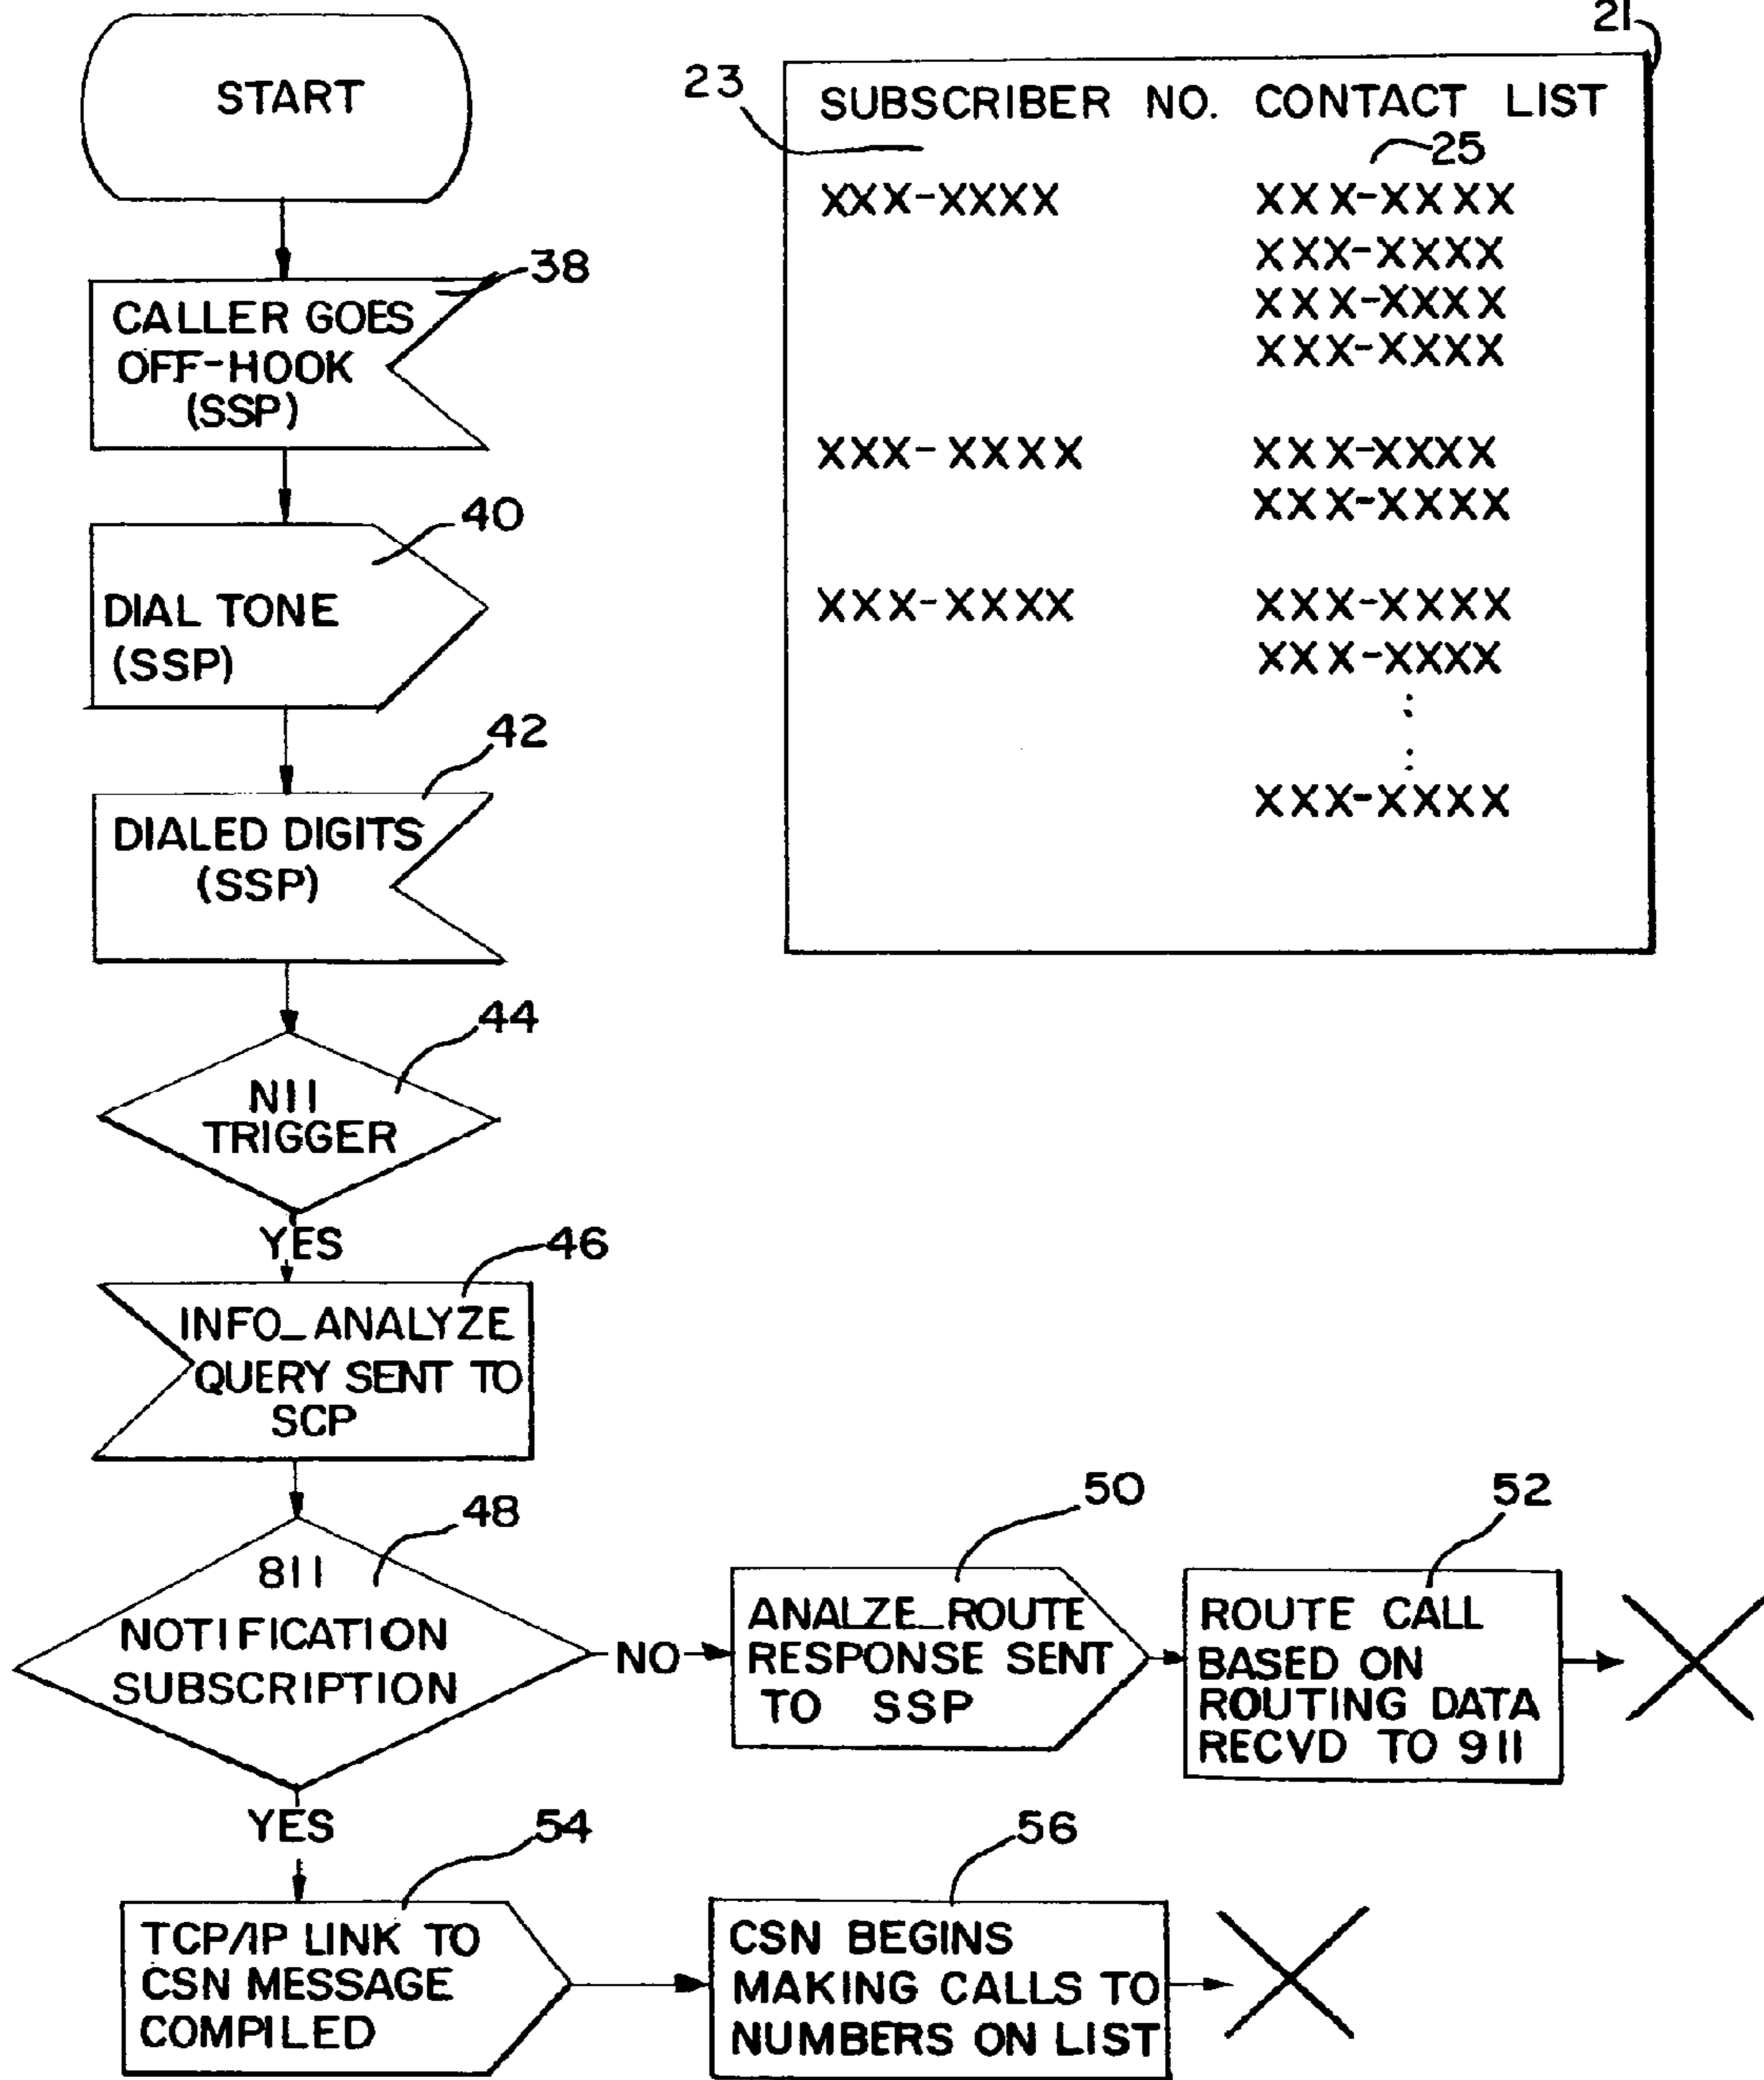 START
38
CALLER GOES
OFF-HOOK
(SSP)
40
DIAL TONE
(SSP)
42
DIALED DIGITS
(SSP)
44
N11
TRIGGER
YES
46
INFO_ANALYZE
QUERY SENT TO
SCP
48
811
NOTIFICATION
SUBSCRIPTION
NO
50
ANALZE_ROUTE
RESPONSE SENT
TO SSP
52
ROUTE CALL
BASED ON
ROUTING DATA
RECVD TO 911
YES
54
TCP/IP LINK TO
CSN MESSAGE
COMPILED
56
CSN BEGINS
MAKING CALLS TO
NUMBERS ON LIST
21
23
SUBSCRIBER NO. CONTACT LIST
25
XXX-XXXX XXX-XXXX
XXX-XXXX
XXX-XXXX
XXX-XXXX
XXX-XXXX XXX-XXXX
XXX-XXXX
XXX-XXXX XXX-XXXX
XXX-XXXX
:
:
XXX-XXXX